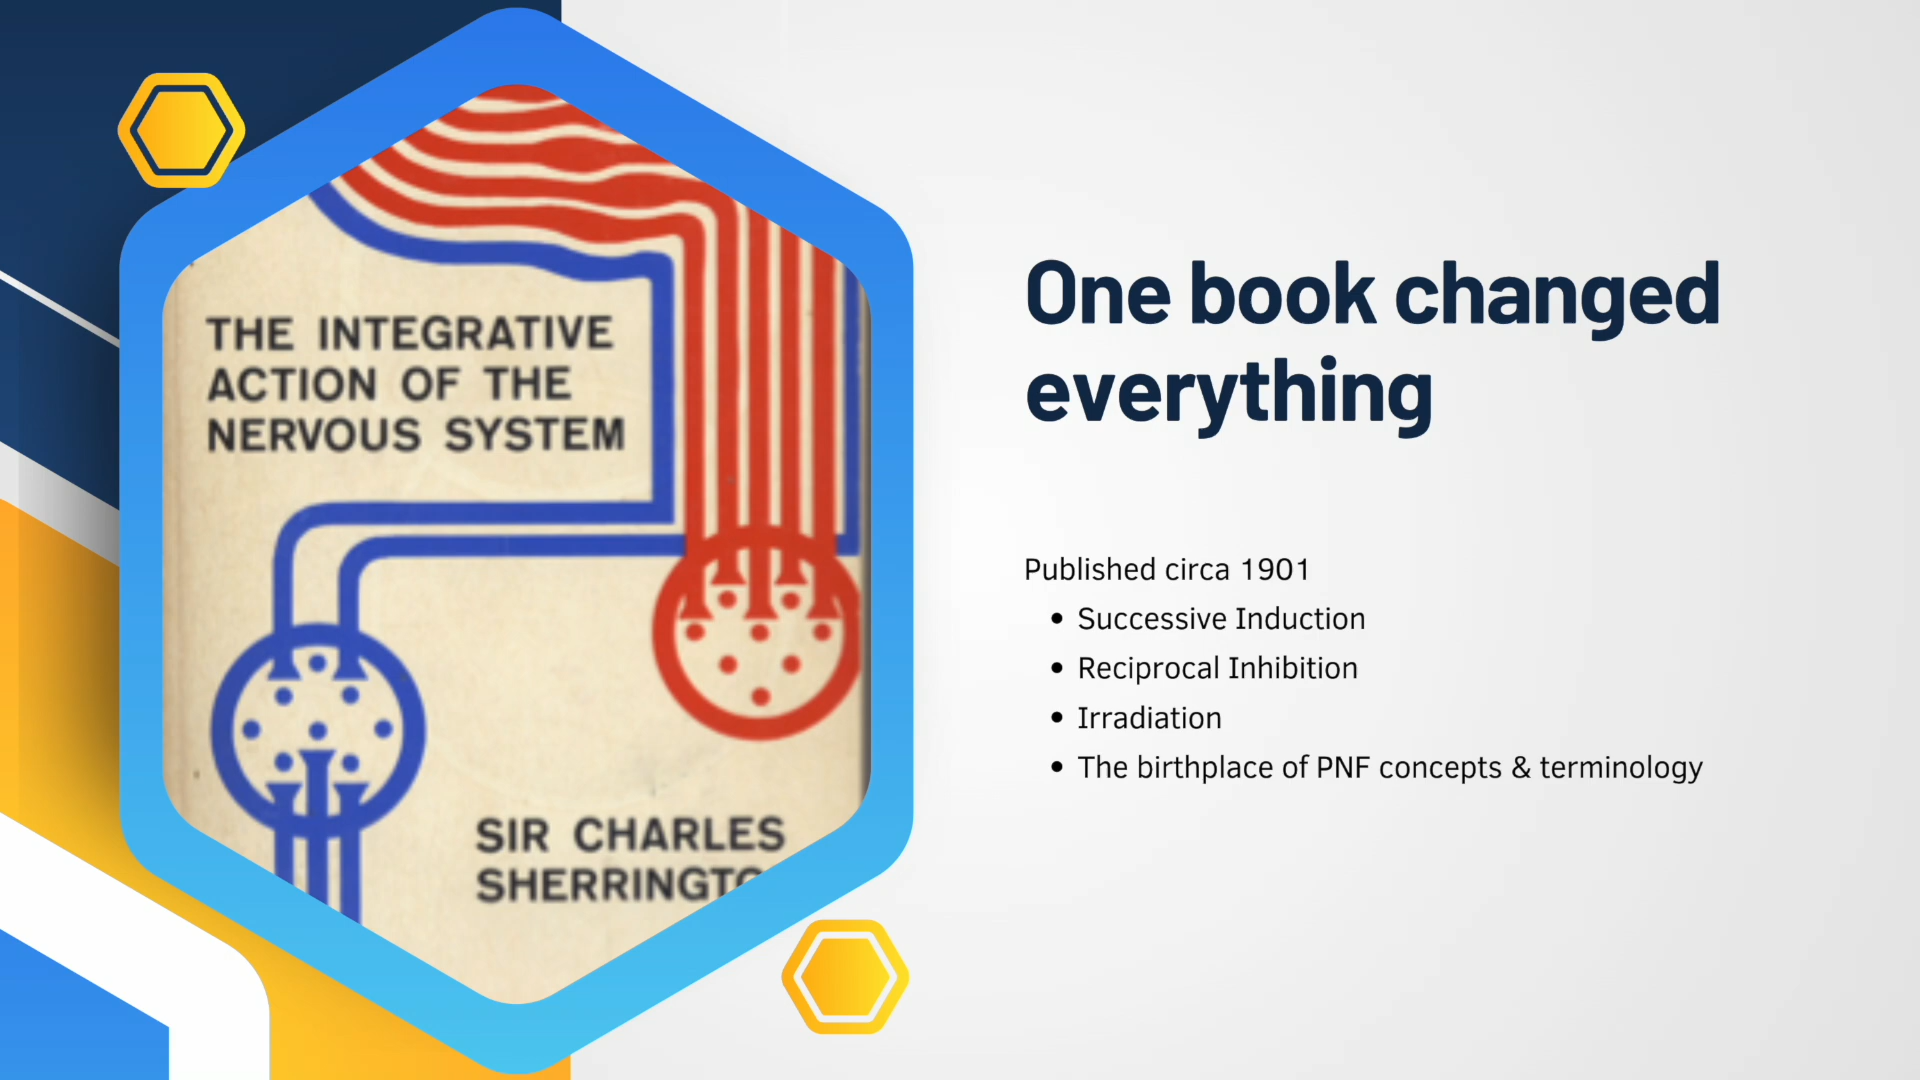 THE INTEGRATIVE
ACTION OF THE
NERVOUS SYSTEM
SIR CHARLES
SHERRINGTO
One book changed
everything
Published circa 1901
• Successive Induction
• Reciprocal Inhibition
• Irradiation
• The birthplace of PNF concepts & terminology